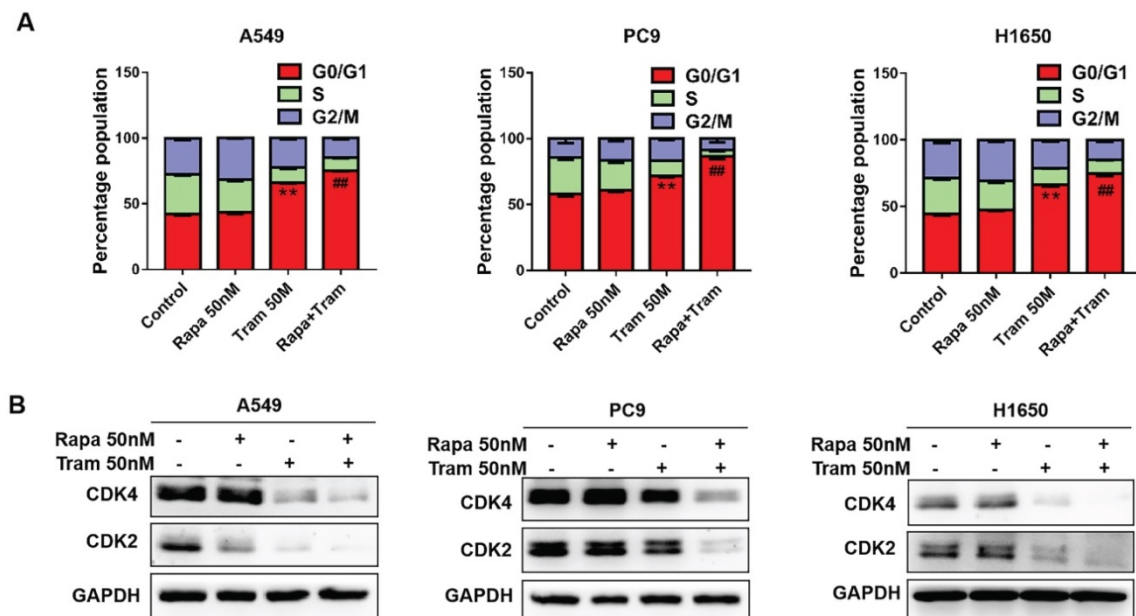 A
A549
PC9
H1650
G0/G1
S
G2/M
G0/G1
S
G2/M
G0/G1
S
G2/M
Percentage population
150
100
50
0
**
##
Control
Rapa 50nM
Tram 50M
Rapa+Tram
Percentage population
150
100
50
0
**
##
Control
Rapa 50nM
Tram 50M
Rapa+Tram
Percentage population
150
100
50
0
**
##
Control
Rapa 50nM
Tram 50M
Rapa+Tram
B
A549
Rapa 50nM - + - +
Tram 50nM - - + +
CDK4
CDK2
GAPDH
PC9
Rapa 50nM - + - +
Tram 50nM - - + +
CDK4
CDK2
GAPDH
H1650
Rapa 50nM - + - +
Tram 50nM - - + +
CDK4
CDK2
GAPDH